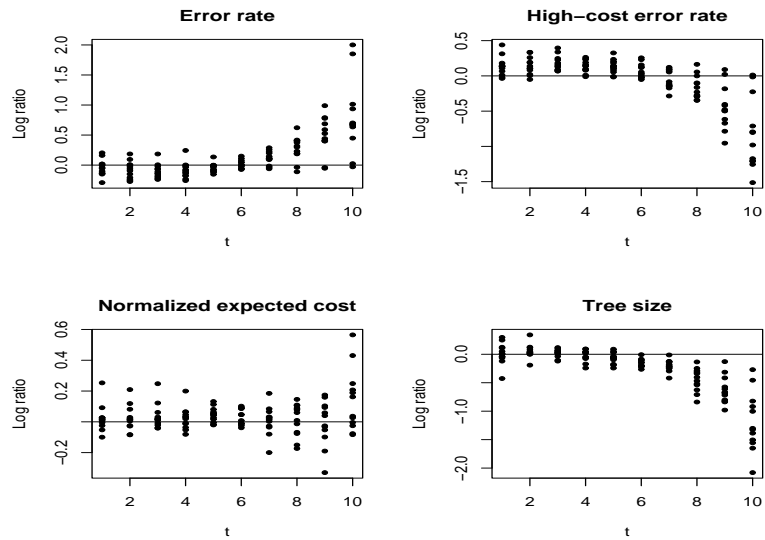 Error rate
Log ratio
2.0
1.5
1.0
0.5
0.0
2 4 6 8 10
t
High−cost error rate
Log ratio
0.5
0.0
−0.5
−1.5
2 4 6 8 10
t
Normalized expected cost
Log ratio
0.6
0.4
0.2
−0.2
2 4 6 8 10
t
Tree size
Log ratio
0.0
−1.0
−2.0
2 4 6 8 10
t